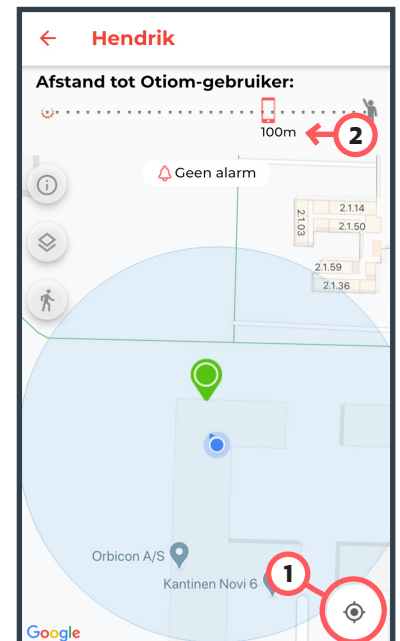 Hendrik
Afstand tot Otiom-gebruiker:
100m
2
Geen alarm
2.1.14
2.1.03
2.1.50
2.1.59
2.1.36
Orbicon A/S
Kantinen Novi 6
1
Google